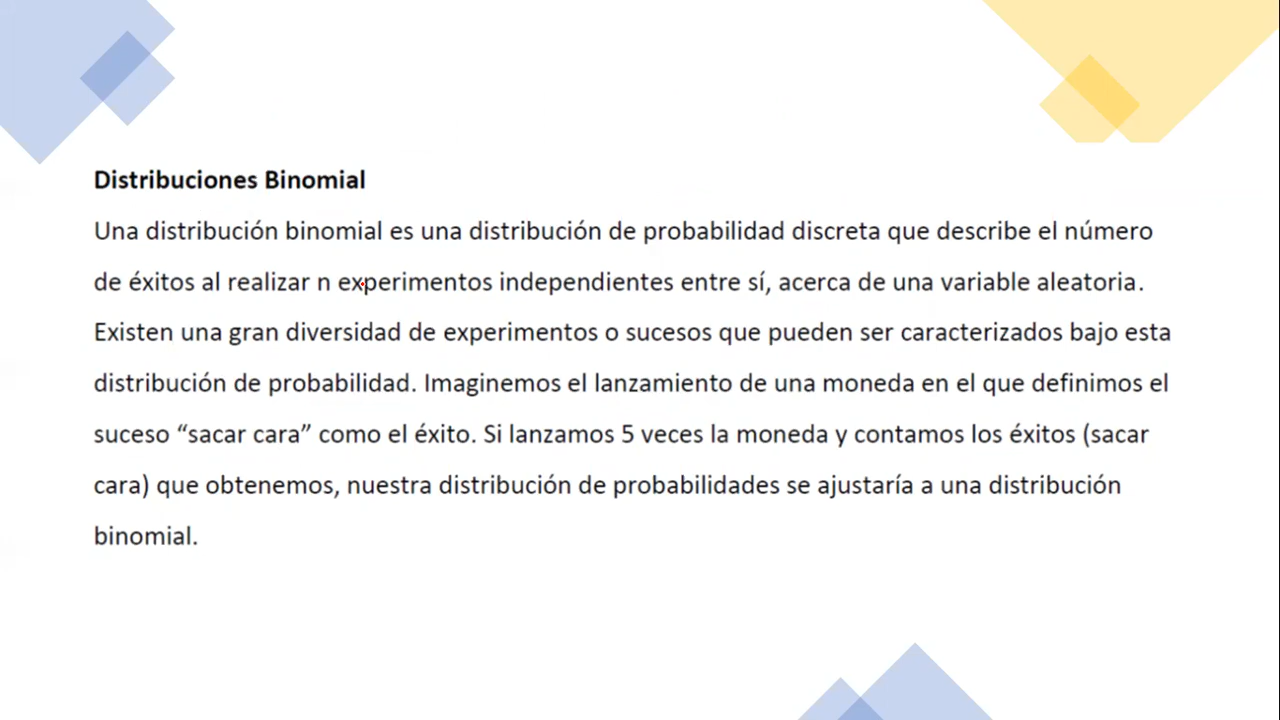 Distribuciones Binomial
Una distribución binomial es una distribución de probabilidad discreta que describe el número
de éxitos al realizar n experimentos independientes entre sí, acerca de una variable aleatoria.
Existen una gran diversidad de experimentos o sucesos que pueden ser caracterizados bajo esta
distribución de probabilidad. Imaginemos el lanzamiento de una moneda en el que definimos el
suceso “sacar cara” como el éxito. Si lanzamos 5 veces la moneda y contamos los éxitos (sacar
cara) que obtenemos, nuestra distribución de probabilidades se ajustaría a una distribución
binomial.